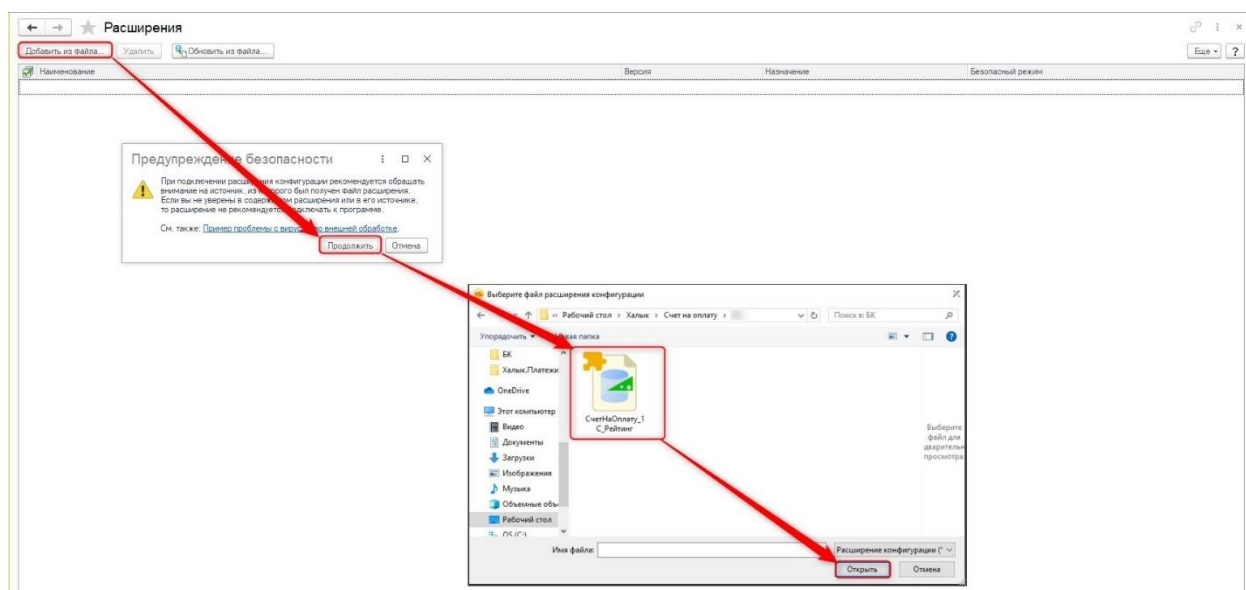 Расширения
Добавить из файла... Удалить Обновить из файла... Еще ?
Наименование Версия Назначение Безопасный режим
Предупреждение безопасности
При подключении расширения конфигурации рекомендуется обращать
внимание на источник, из которого был получен файл расширения.
Если вы не уверены в содержимом расширения или в его источнике,
то расширение не рекомендуется подключать к программе.
См. также: Пример проблемы с вирусом во внешней обработке.
Продолжить Отмена
Выберите файл расширения конфигурации
« Рабочий стол › Халык › Счет на оплату › Поиск в: БК
Упорядочить Новая папка
БК
Халык.Платежи
OneDrive
Этот компьютер
Видео
Документы
Загрузки
Изображения
Музыка
Объемные объ
Рабочий стол
OS (C:)
СчетНаОплату_1
С_Рейтинг
Выберите
файл для
дварительн
просмотра.
Имя файла: Расширение конфигурации (*
Открыть Отмена